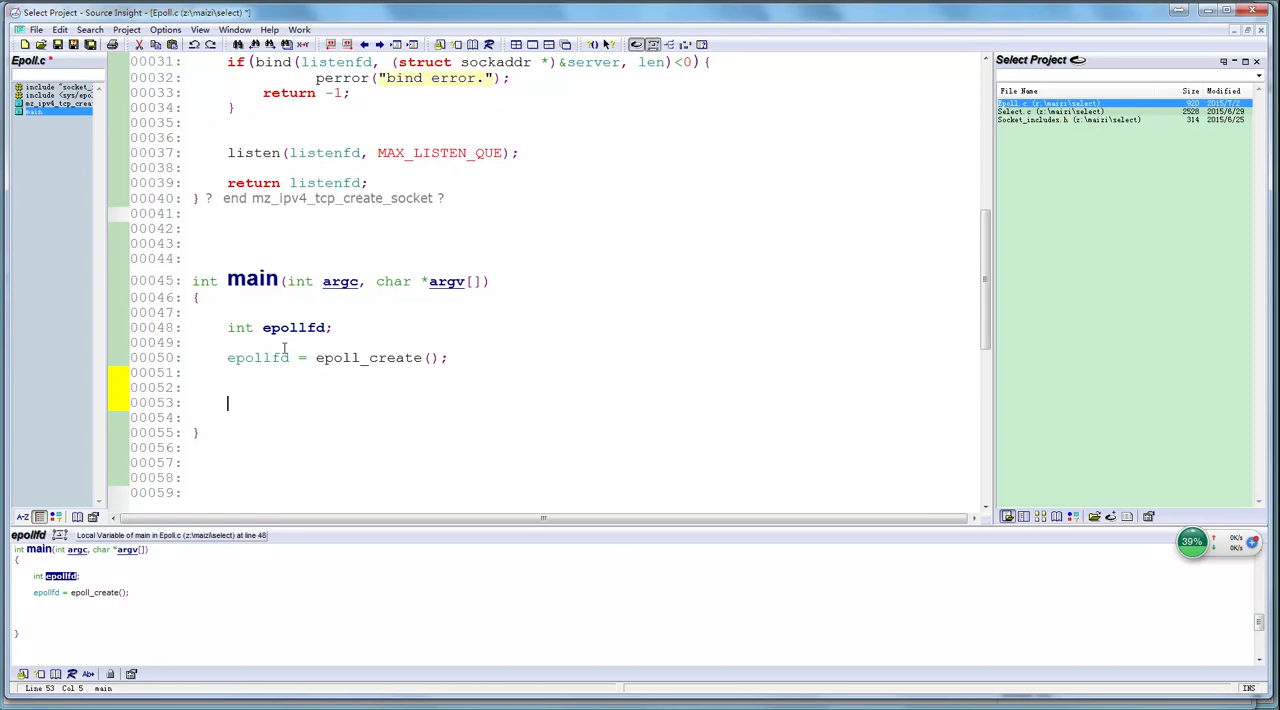 Select Project - Source Insight - [Epoll.c (z:\maizi\select) *]
File Edit Search Project Options View Window Help Work
Epoll.c *
include "socket_i
include <sys/epo
mz_ipv4_tcp_crea
main
00031: if(bind(listenfd, (struct sockaddr *)&server, len)<0){
00032: perror("bind error.");
00033: return -1;
00034: }
00035:
00036:
00037: listen(listenfd, MAX_LISTEN_QUE);
00038:
00039: return listenfd;
00040: } ? end mz_ipv4_tcp_create_socket ?
00041:
00042:
00043:
00044:
00045: int main(int argc, char *argv[])
00046: {
00047:
00048: int epollfd;
00049:
00050: epollfd = epoll_create();
00051:
00052:
00053:
00054:
00055: }
00056:
00057:
00058:
00059:
Select Project
File Name Size Modified
Epoll.c (z:\maizi\select) 920 2015/7/2
Select.c (z:\maizi\select) 2528 2015/6/29
Socket_includes.h (z:\maizi\select) 314 2015/6/25
A-Z
epollfd Local Variable of main in Epoll.c (z:\maizi\select) at line 48
int main(int argc, char *argv[])
{
int epollfd;
epollfd = epoll_create();
}
39% 0K/s
0K/s
Line 53 Col 5 main INS